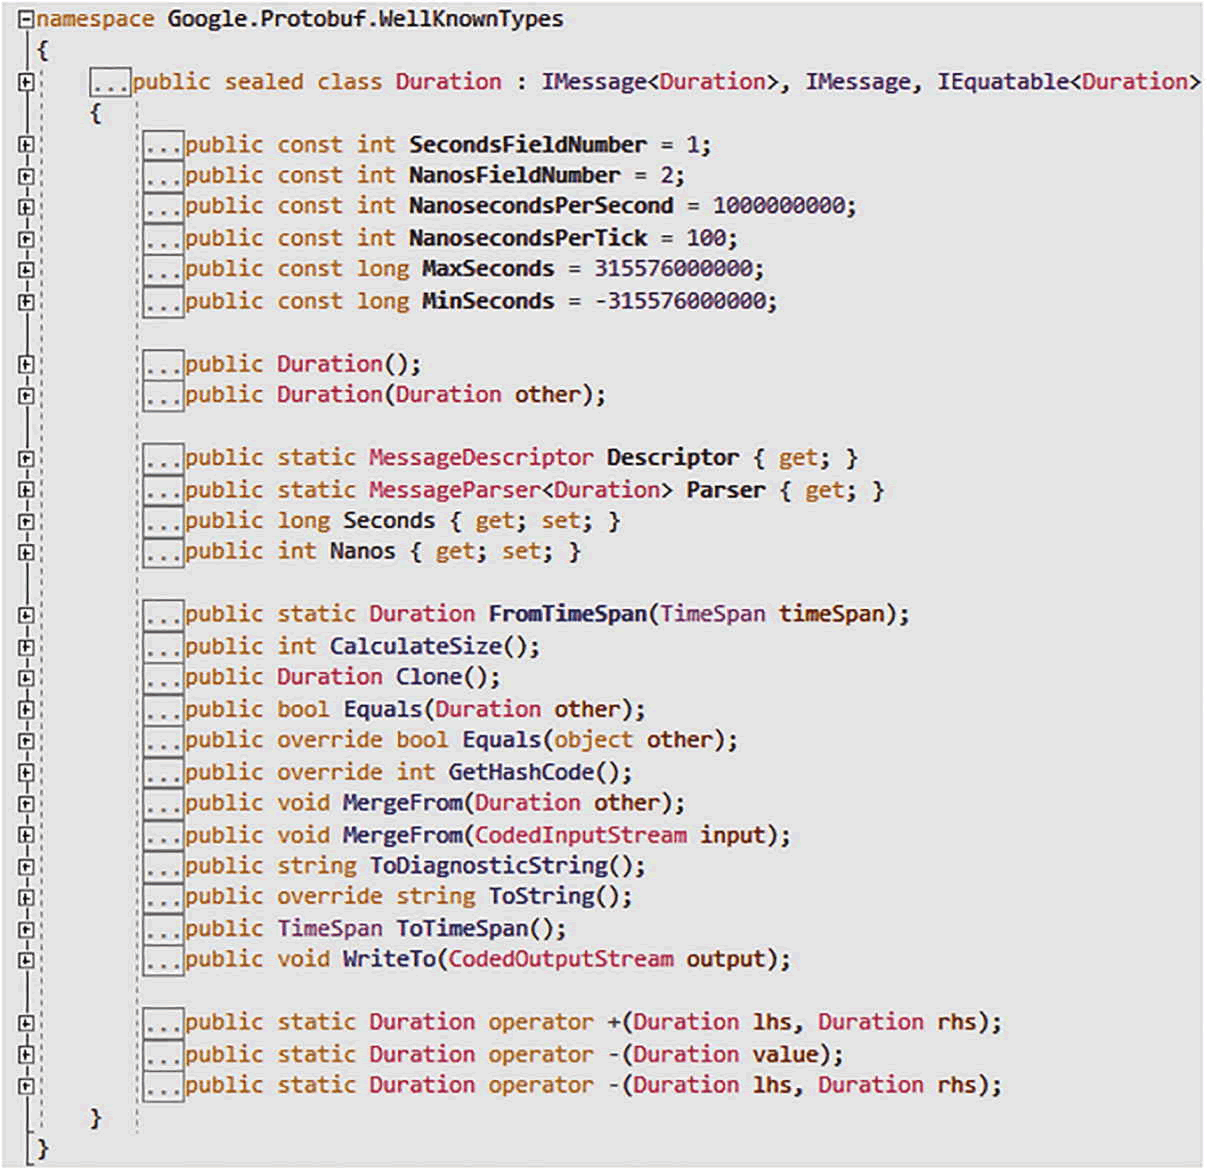 namespace Google.Protobuf.WellKnownTypes
{
...public sealed class Duration : IMessage<Duration>, IMessage, IEquatable<Duration>
{
...public const int SecondsFieldNumber = 1;
...public const int NanosFieldNumber = 2;
...public const int NanosecondsPerSecond = 1000000000;
...public const int NanosecondsPerTick = 100;
...public const long MaxSeconds = 315576000000;
...public const long MinSeconds = -315576000000;
...public Duration();
...public Duration(Duration other);
...public static MessageDescriptor Descriptor { get; }
...public static MessageParser<Duration> Parser { get; }
...public long Seconds { get; set; }
...public int Nanos { get; set; }
...public static Duration FromTimeSpan(TimeSpan timeSpan);
...public int CalculateSize();
...public Duration Clone();
...public bool Equals(Duration other);
...public override bool Equals(object other);
...public override int GetHashCode();
...public void MergeFrom(Duration other);
...public void MergeFrom(CodedInputStream input);
...public string ToDiagnosticString();
...public override string ToString();
...public TimeSpan ToTimeSpan();
...public void WriteTo(CodedOutputStream output);
...public static Duration operator +(Duration lhs, Duration rhs);
...public static Duration operator -(Duration value);
...public static Duration operator -(Duration lhs, Duration rhs);
}
}